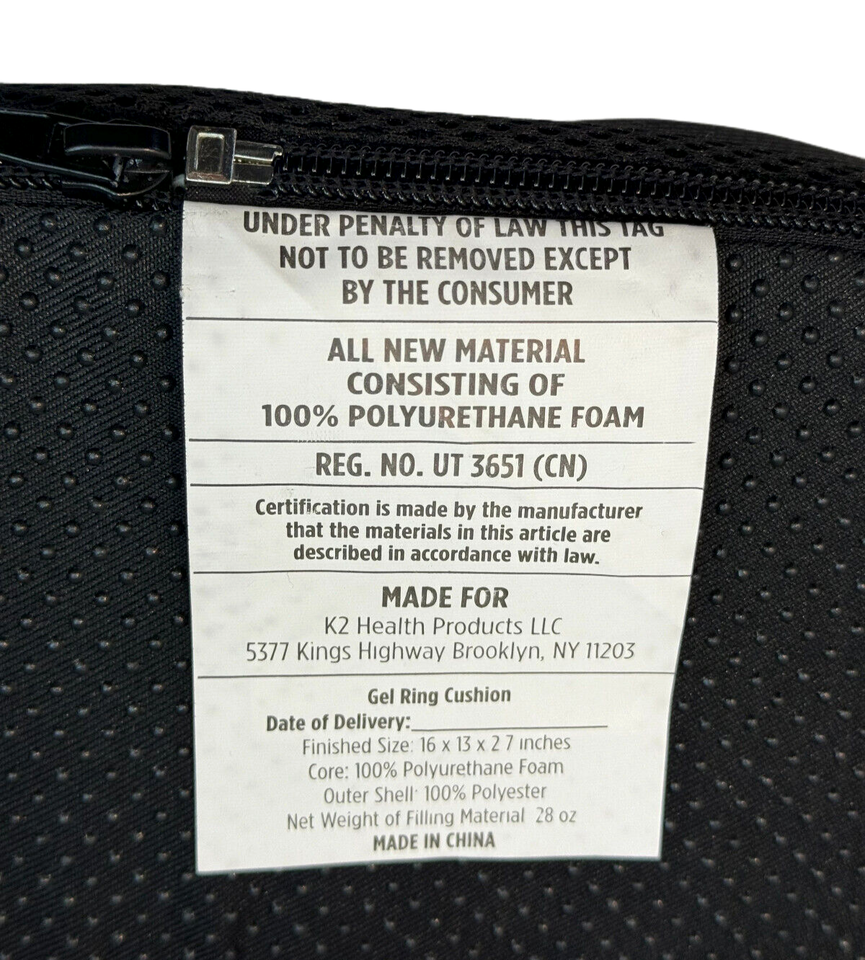 UNDER PENALTY OF LAW THIS TAG
NOT TO BE REMOVED EXCEPT
BY THE CONSUMER
ALL NEW MATERIAL
CONSISTING OF
100% POLYURETHANE FOAM
REG. NO. UT 3651 (CN)
Certification is made by the manufacturer
that the materials in this article are
described in accordance with law.
MADE FOR
K2 Health Products LLC
5377 Kings Highway Brooklyn, NY 11203
Gel Ring Cushion
Date of Delivery:
Finished Size: 16 x 13 x 2 7 inches
Core: 100% Polyurethane Foam
Outer Shell: 100% Polyester
Net Weight of Filling Material 28 oz
MADE IN CHINA